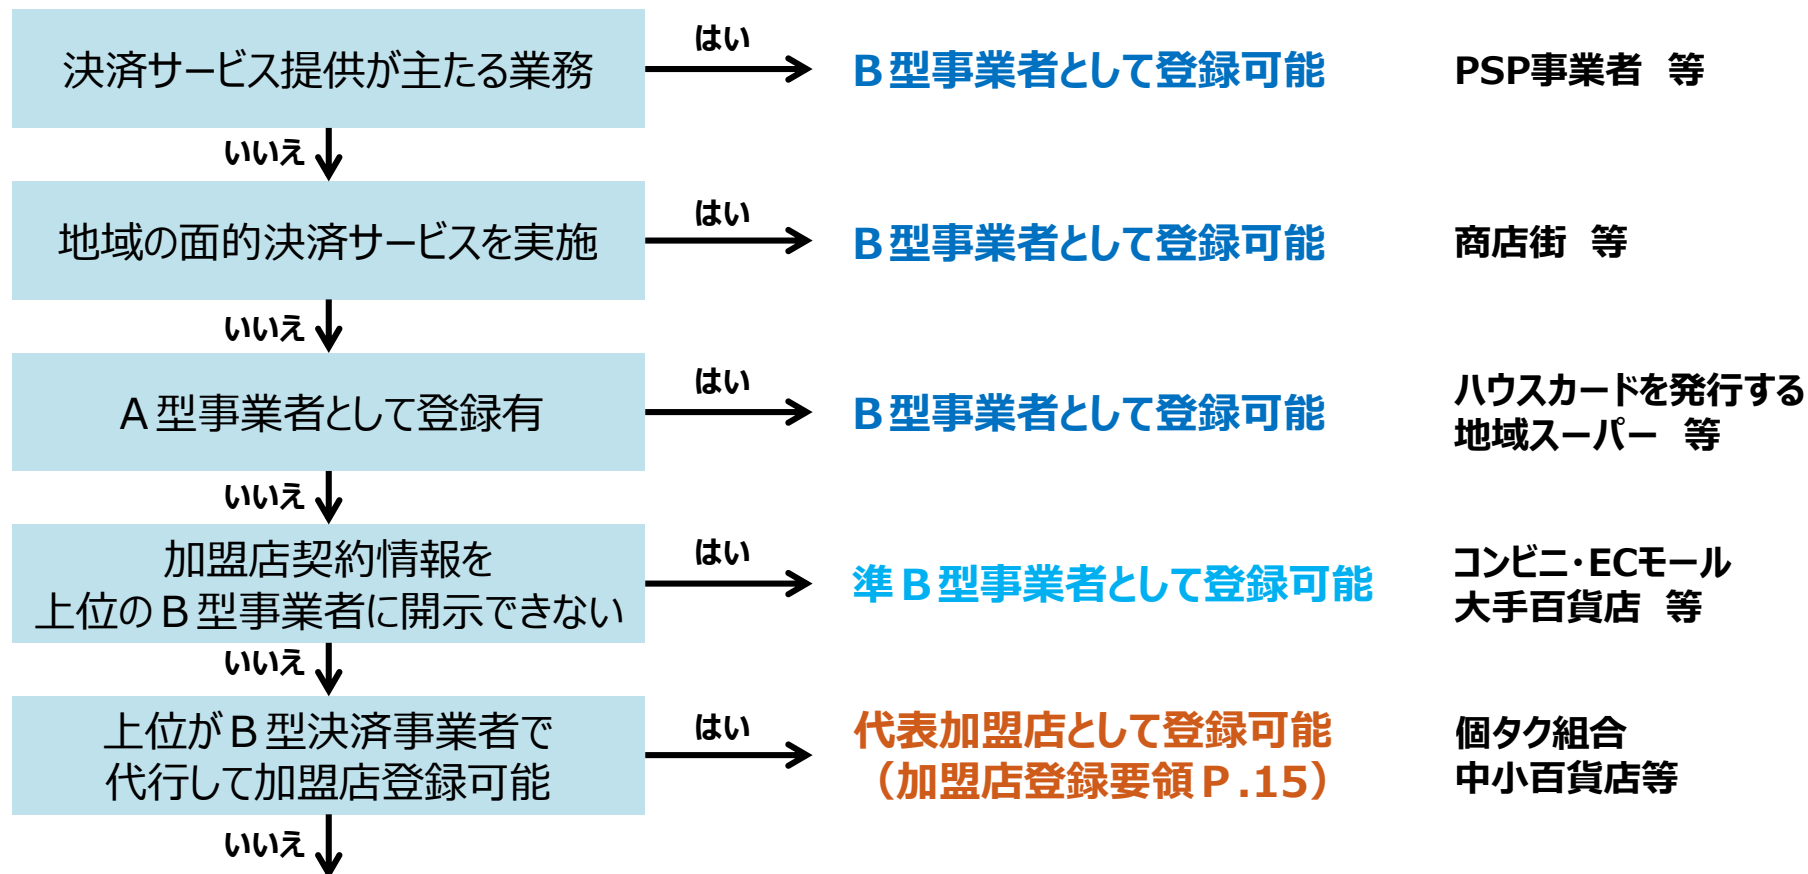 決済サービス提供が主たる業務
はい
B型事業者として登録可能
PSP事業者 等
いいえ
地域の面的決済サービスを実施
はい
B型事業者として登録可能
商店街 等
いいえ
A型事業者として登録有
はい
B型事業者として登録可能
ハウスカードを発行する
地域スーパー 等
いいえ
加盟店契約情報を
上位のB型事業者に開示できない
はい
準B型事業者として登録可能
コンビニ・ECモール
大手百貨店 等
いいえ
上位がB型決済事業者で
代行して加盟店登録可能
はい
代表加盟店として登録可能
（加盟店登録要領P.15）
個タク組合
中小百貨店等
いいえ